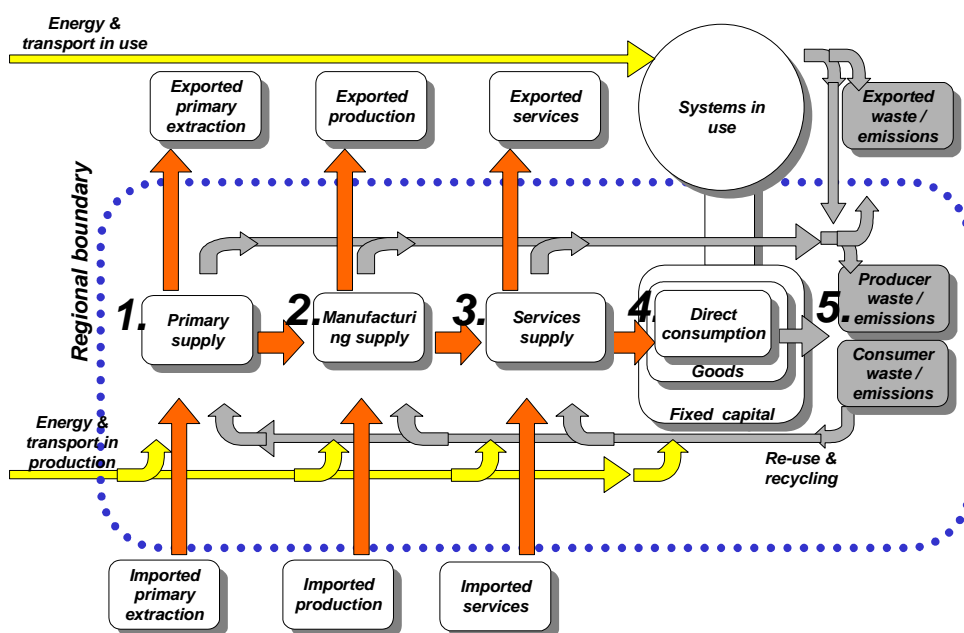 Energy &
transport in use
Exported
primary
extraction
Exported
production
Exported
services
Systems in
use
Exported
waste /
emissions
Regional boundary
1.
Primary
supply
2.
Manufacturi
ng supply
3.
Services
supply
4.
Direct
consumption
Goods
Fixed capital
5.
Producer
waste /
emissions
Consumer
waste /
emissions
Energy &
transport in
production
Re-use &
recycling
Imported
primary
extraction
Imported
production
Imported
services